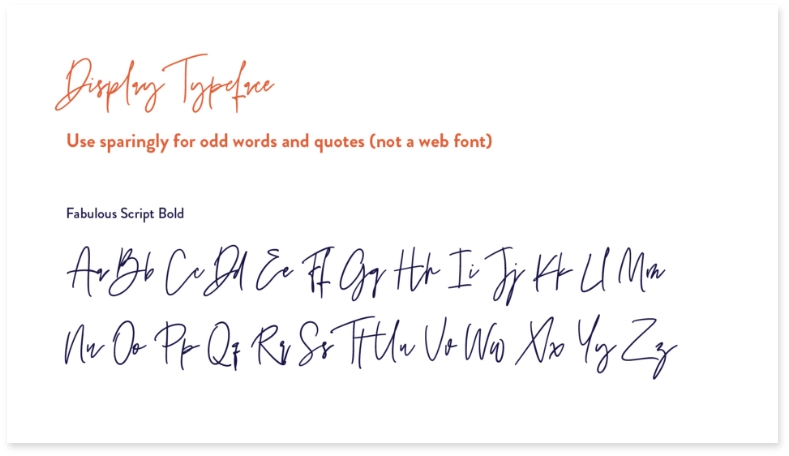 Display Typeface
Use sparingly for odd words and quotes (not a web font)
Fabulous Script Bold
Aa Bb Cc Dd Ee Ff Gg Hh Ii Jj Kk Ll Mm
Nn Oo Pp Qq Rr Ss Tt Uu Vv Ww Xx Yy Zz